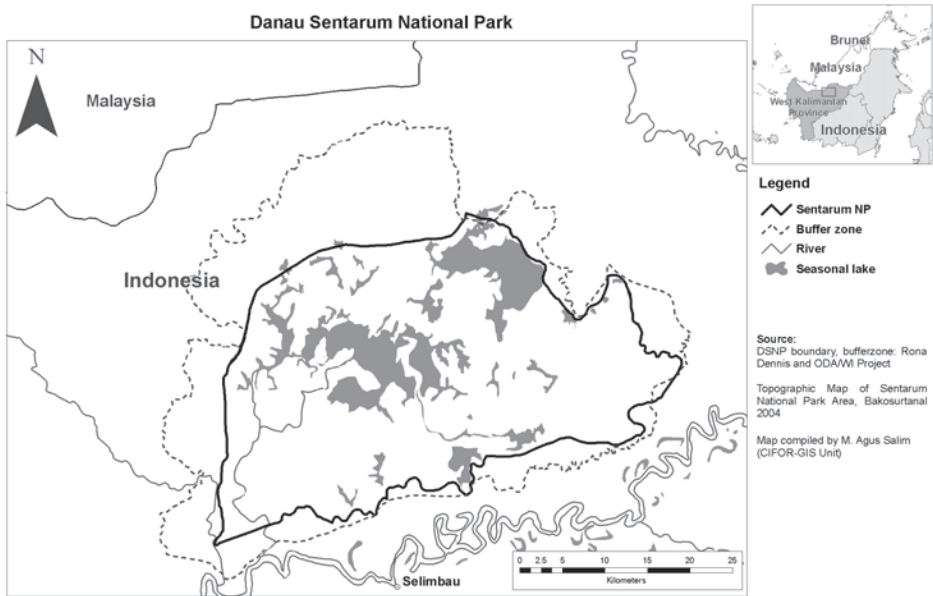 Danau Sentarum National Park
N
Malaysia
Indonesia
Selimbau
0 2.5 5 10 15 20 25
Kilometers
Brunei
Malaysia
West Kalimantan
Province
Indonesia
Legend
Sentarum NP
Buffer zone
River
Seasonal lake
Source:
DSNP boundary, bufferzone: Rona
Dennis and ODA/WI Project
Topographic Map of Sentarum
National Park Area, Bakosurtanal
2004
Map compiled by M. Agus Salim
(CIFOR-GIS Unit)